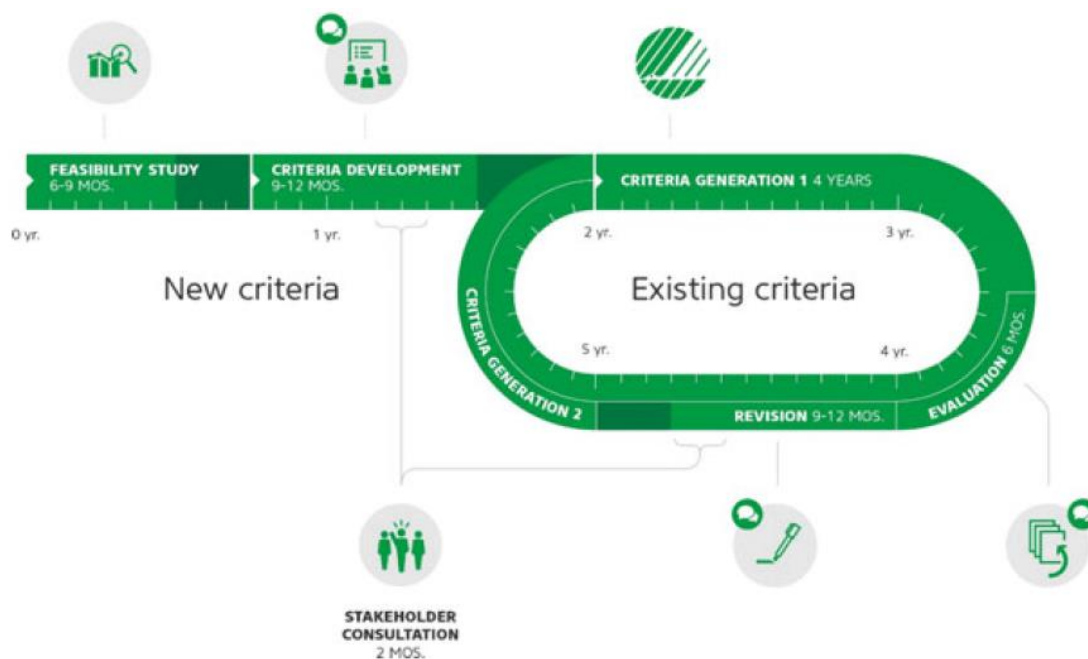 FEASIBILITY STUDY
6-9 MOS.
CRITERIA DEVELOPMENT
9-12 MOS.
CRITERIA GENERATION 1 4 YEARS
0 yr.
1 yr.
2 yr.
3 yr.
New criteria
Existing criteria
CRITERIA GENERATION 2
5 yr.
4 yr.
EVALUATION 6 MOS.
REVISION 9-12 MOS.
STAKEHOLDER
CONSULTATION
2 MOS.